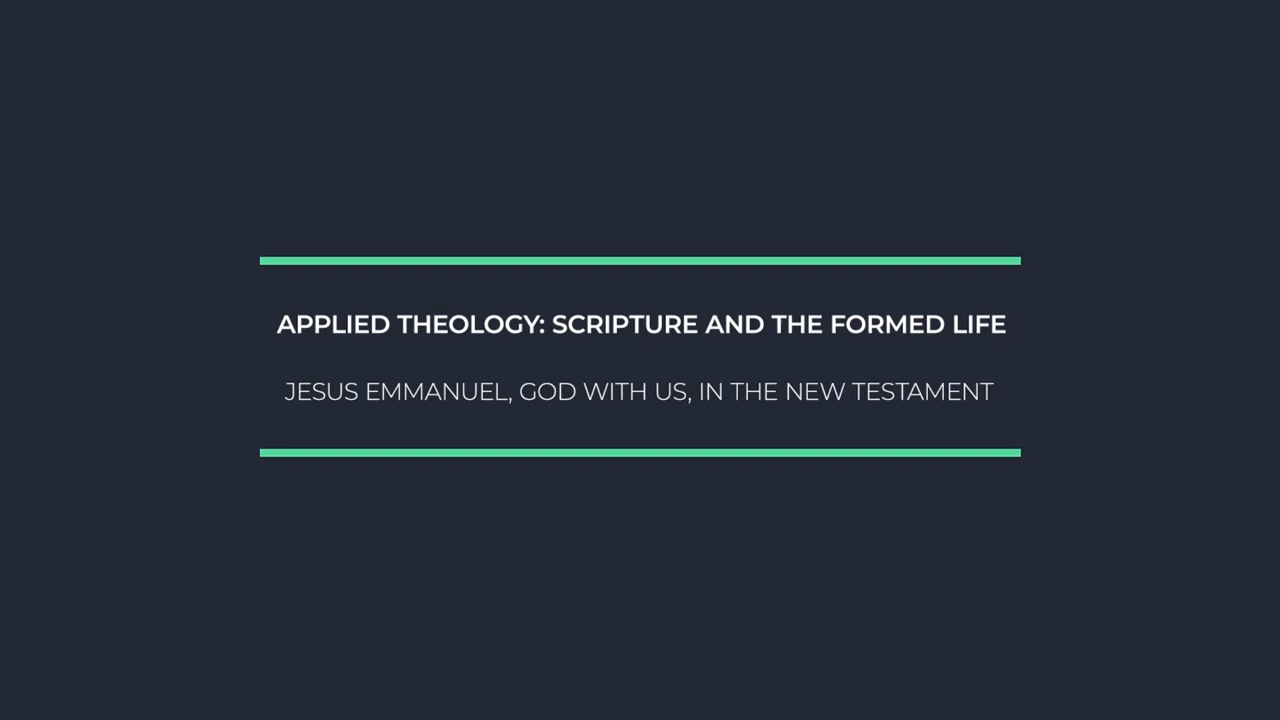 APPLIED THEOLOGY: SCRIPTURE AND THE FORMED LIFE
JESUS EMMANUEL, GOD WITH US, IN THE NEW TESTAMENT